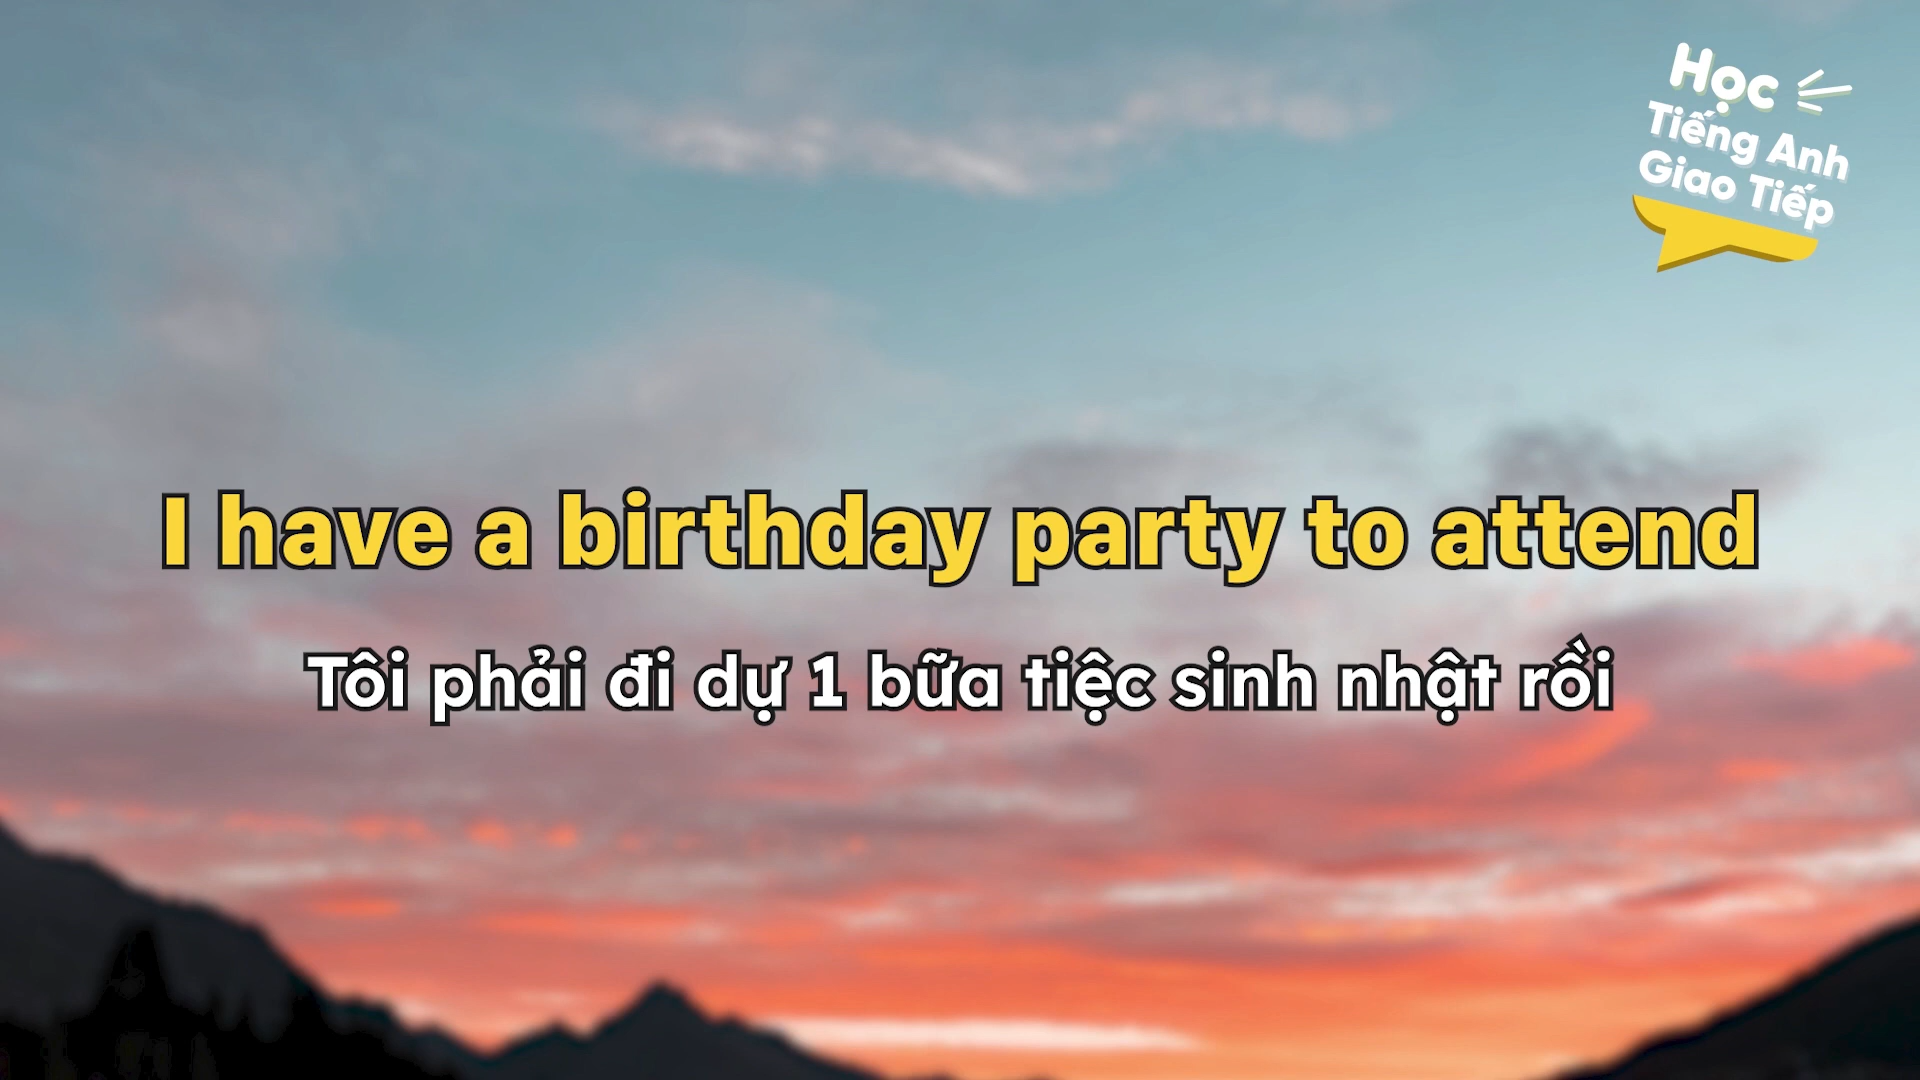 Học
Tiếng Anh
Giao Tiếp
I have a birthday party to attend
Tôi phải đi dự 1 bữa tiệc sinh nhật rồi